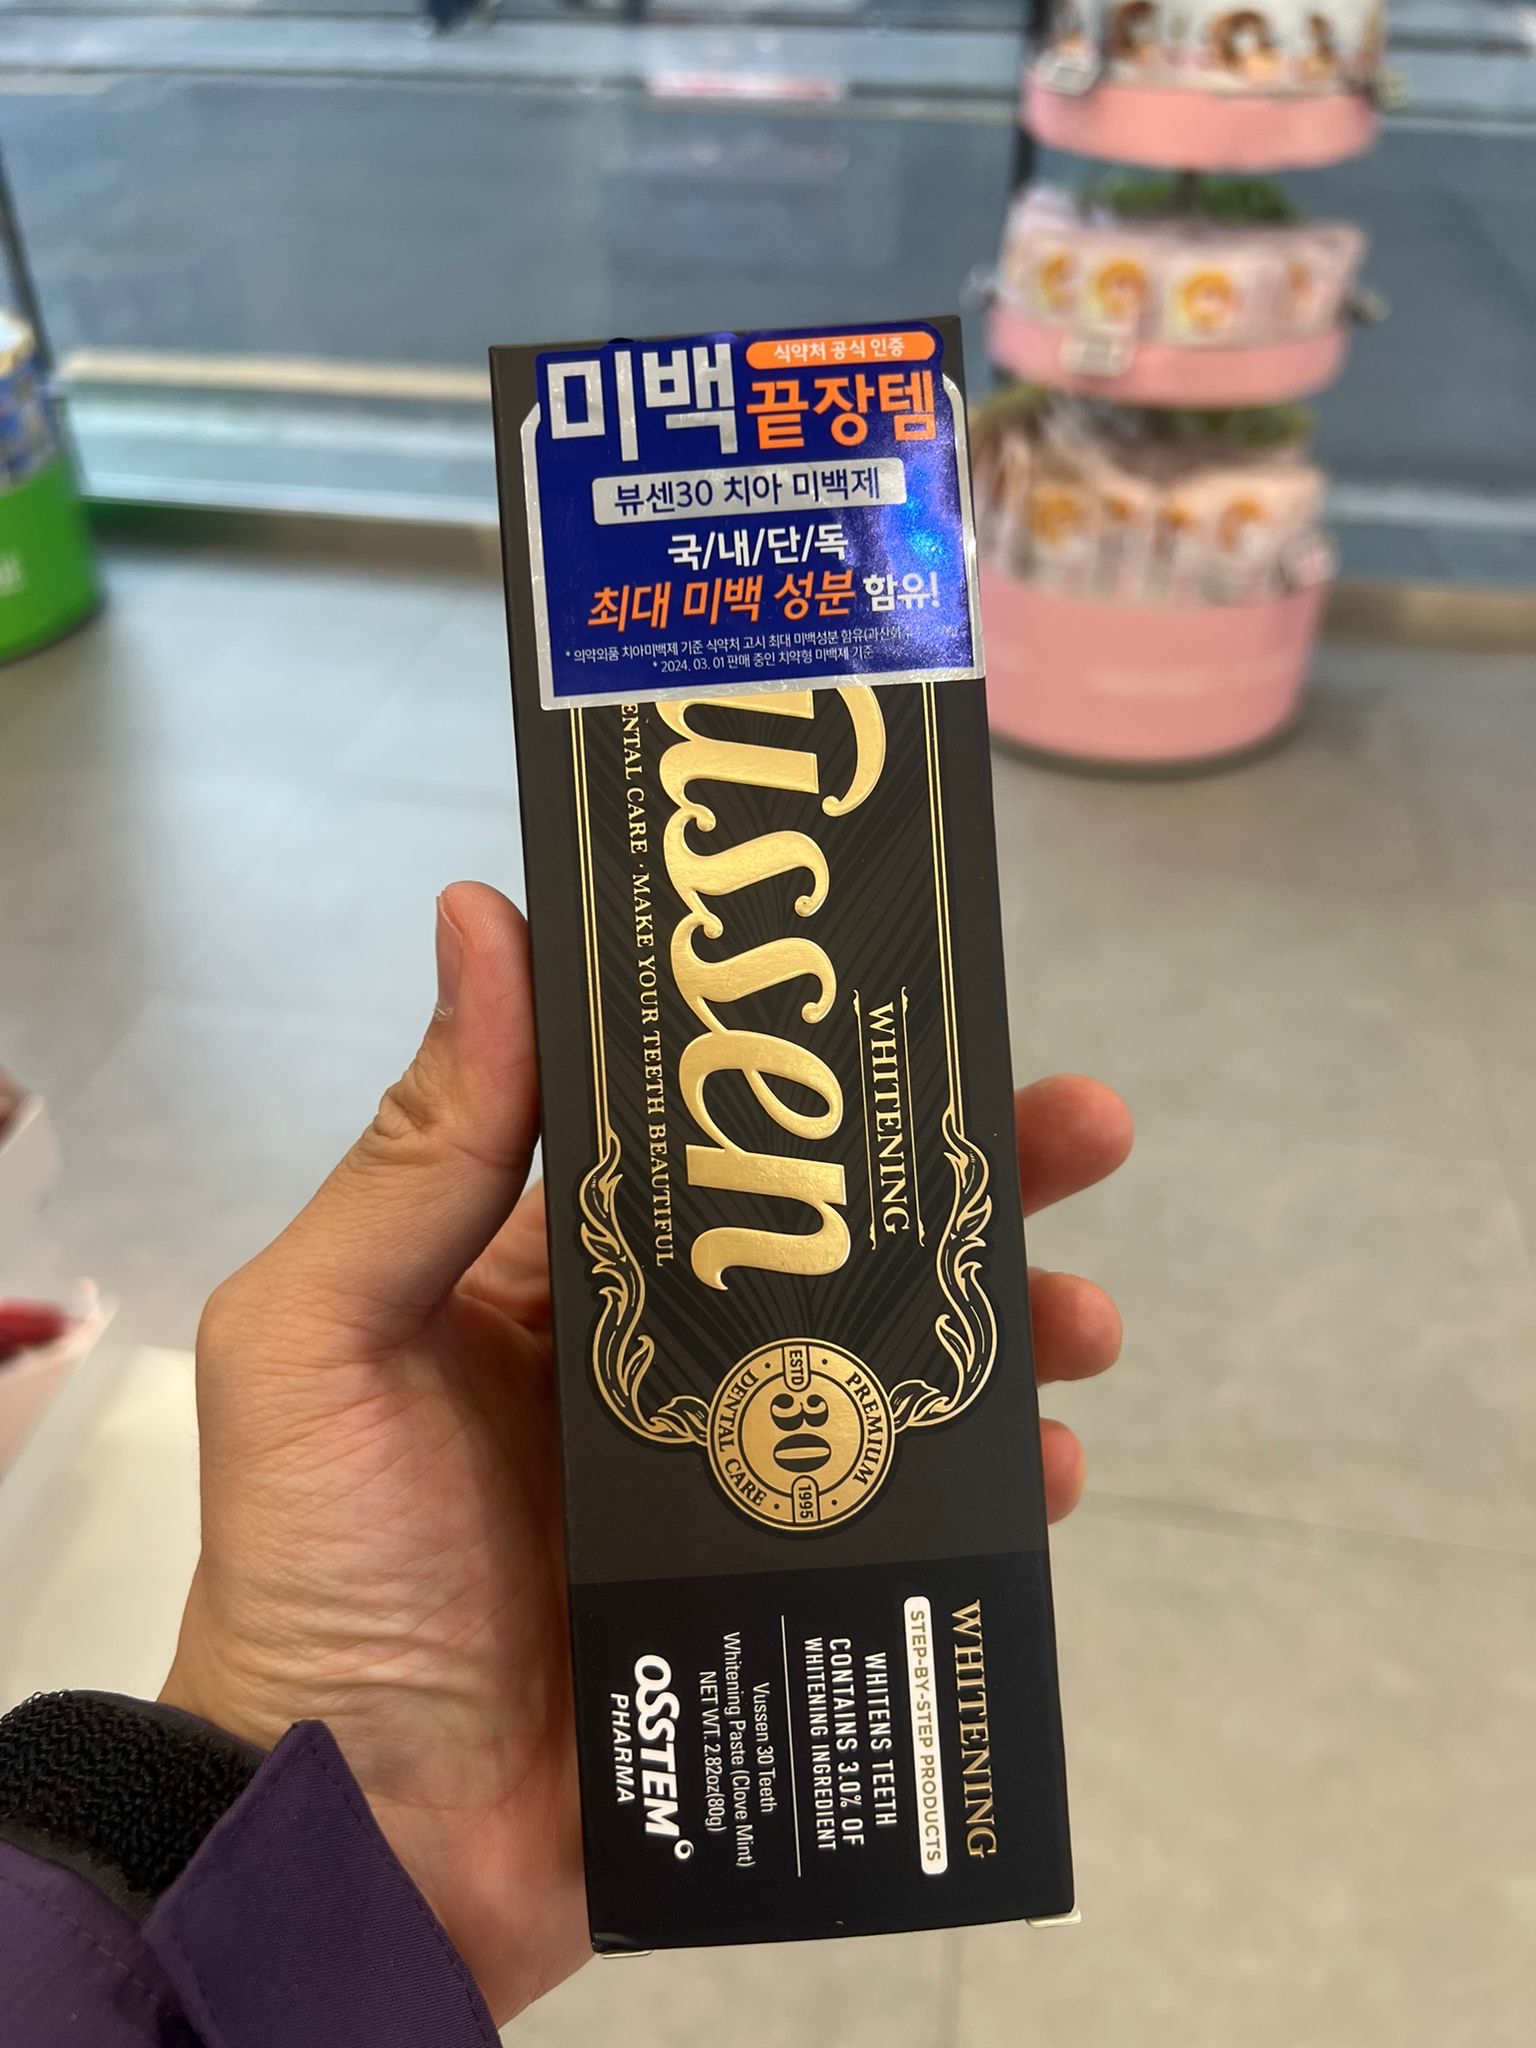 미백
식약처 공식 인증
끝장템
뷰센30 치아 미백제
국/내/단/독
최대 미백 성분 함유!
* 의약외품 치아미백제 기준 식약처 고시 최대 미백성분 함유
* 2024. 03. 01 판매 중인 치약형 미백제 기준
WHITENING
ussen
ENTAL CARE · MAKE YOUR TEETH BEAUTIFUL
PREMIUM
ESTD 30 1995
DENTAL CARE
WHITENING
STEP-BY-STEP PRODUCTS
WHITENS TEETH
CONTAINS 3.0% OF
WHITENING INGREDIENT
Vussen 30 Teeth
Whitening Paste (Clove Mint)
NET WT. 2.82oz(80g)
OSSTEM
PHARMA